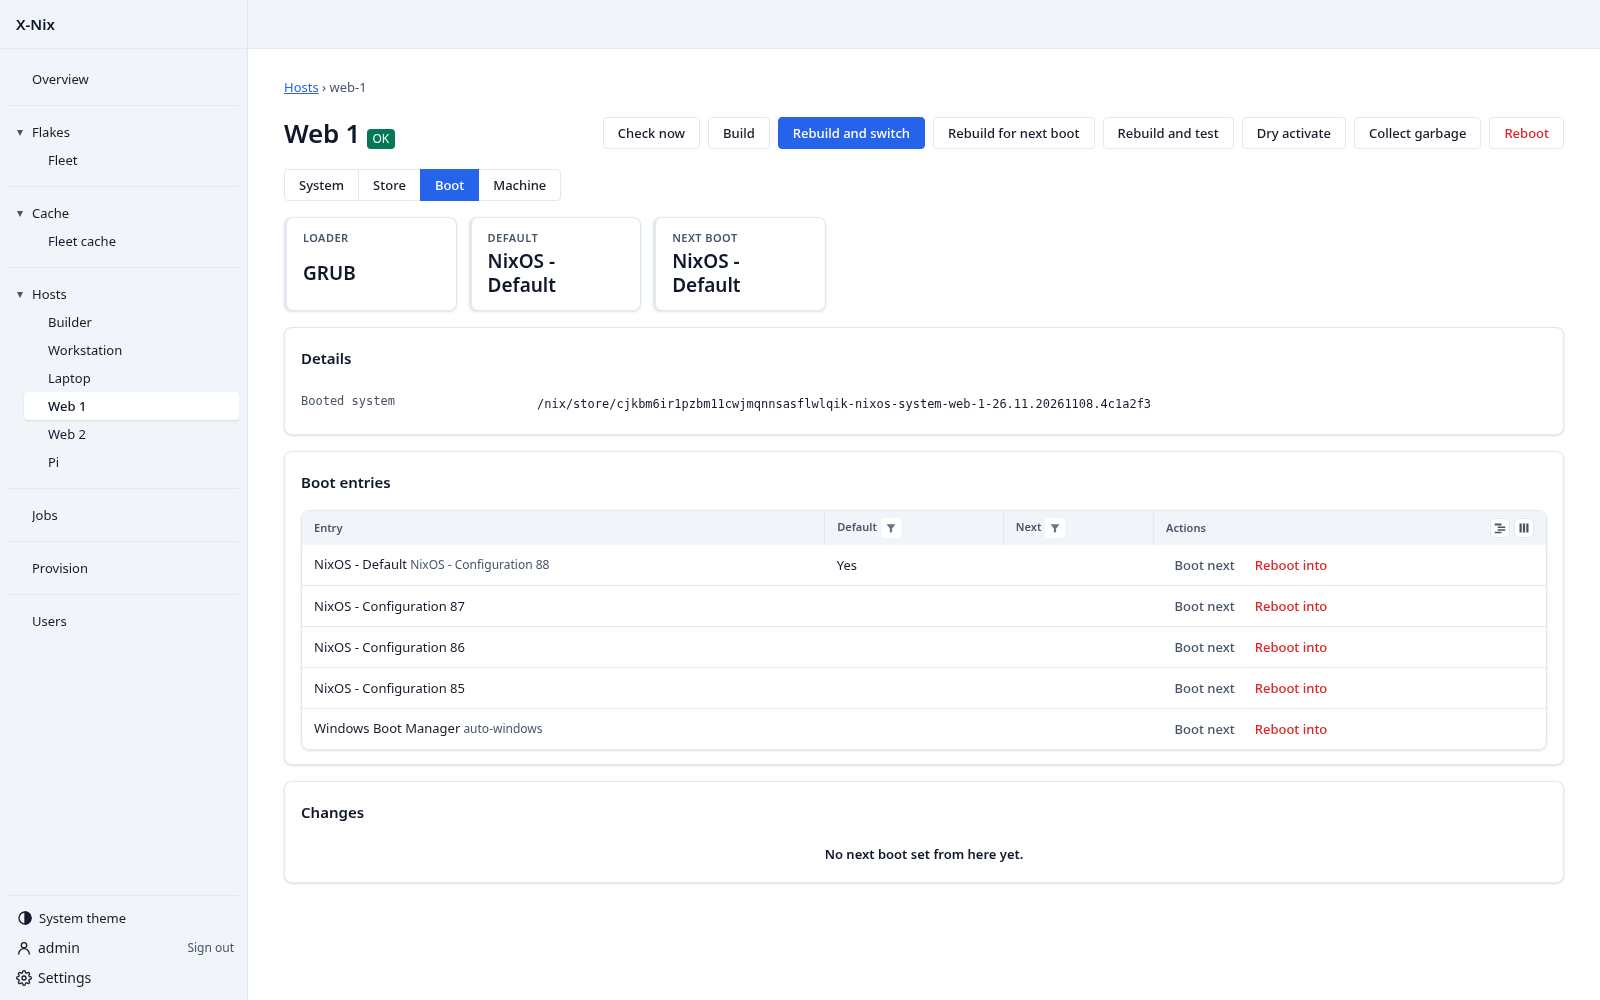 X-Nix
Overview
Flakes
Fleet
Cache
Fleet cache
Hosts
Builder
Workstation
Laptop
Web 1
Web 2
Pi
Jobs
Provision
Users
System theme
admin Sign out
Settings
Hosts › web-1
Web 1 OK
Check now Build Rebuild and switch Rebuild for next boot Rebuild and test Dry activate Collect garbage Reboot
System Store Boot Machine
LOADER
GRUB
DEFAULT
NixOS -
Default
NEXT BOOT
NixOS -
Default
Details
Booted system /nix/store/cjkbm6ir1pzbm11cwjmqnnsasflwlqik-nixos-system-web-1-26.11.20261108.4c1a2f3
Boot entries
Entry Default Next Actions
NixOS - Default NixOS - Configuration 88 Yes Boot next Reboot into
NixOS - Configuration 87 Boot next Reboot into
NixOS - Configuration 86 Boot next Reboot into
NixOS - Configuration 85 Boot next Reboot into
Windows Boot Manager auto-windows Boot next Reboot into
Changes
No next boot set from here yet.